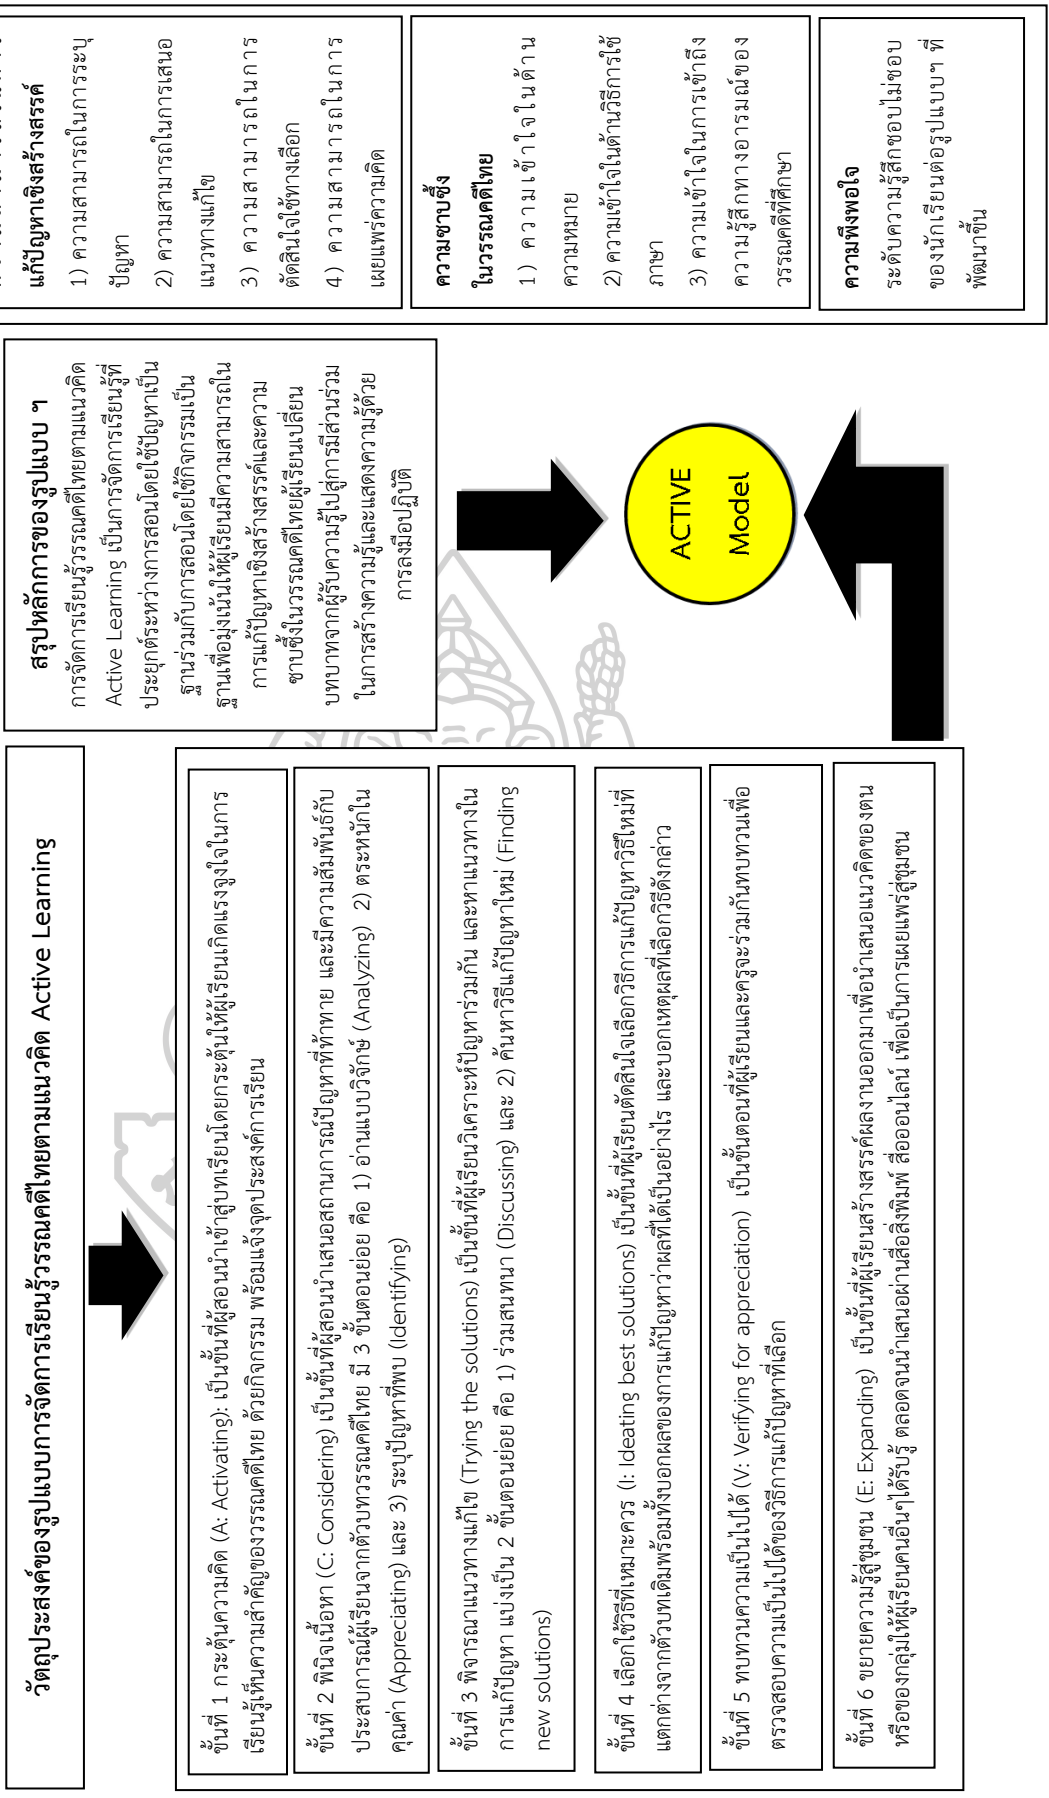 วัตถุประสงค์ของรูปแบบการจัดการเรียนรู้วรรณคดีไทยตามแนวคิด Active Learning
ขั้นที่ 1 กระตุ้นความคิด (A: Activating): เป็นขั้นที่ผู้สอนนำเข้าสู่บทเรียนโดยกระตุ้นให้ผู้เรียนเกิดแรงจูงใจในการ
เรียนรู้เห็นความสำคัญของวรรณคดีไทย ด้วยกิจกรรม พร้อมแจ้งจุดประสงค์การเรียน
ขั้นที่ 2 พินิจเนื้อหา (C: Considering) เป็นขั้นที่ผู้สอนนำเสนอสถานการณ์ปัญหาที่ท้าทาย และมีความสัมพันธ์กับ
ประสบการณ์ผู้เรียนจากตัวบทวรรณคดีไทย มี 3 ขั้นตอนย่อย คือ 1) อ่านแบบวิจักษ์ (Analyzing) 2) ตระหนักใน
คุณค่า (Appreciating) และ 3) ระบุปัญหาที่พบ (Identifying)
ขั้นที่ 3 พิจารณาแนวทางแก้ไข (Trying the solutions) เป็นขั้นที่ผู้เรียนวิเคราะห์ปัญหาร่วมกัน และหาแนวทางใน
การแก้ปัญหา แบ่งเป็น 2 ขั้นตอนย่อย คือ 1) ร่วมสนทนา (Discussing) และ 2) ค้นหาวิธีแก้ปัญหาใหม่ (Finding
new solutions)
ขั้นที่ 4 เลือกใช้วิธีที่เหมาะควร (I: Ideating best solutions) เป็นขั้นที่ผู้เรียนตัดสินใจเลือกวิธีการแก้ปัญหาวิธีใหม่ที่
แตกต่างจากตัวบทเดิมพร้อมทั้งบอกผลของการแก้ปัญหาว่าผลที่ได้เป็นอย่างไร และบอกเหตุผลที่เลือกวิธีดังกล่าว
ขั้นที่ 5 ทบทวนความเป็นไปได้ (V: Verifying for appreciation) เป็นขั้นตอนที่ผู้เรียนและครูจะร่วมกันทบทวนเพื่อ
ตรวจสอบความเป็นไปได้ของวิธีการแก้ปัญหาที่เลือก
ขั้นที่ 6 ขยายความรู้สู่ชุมชน (E: Expanding) เป็นขั้นที่ผู้เรียนสร้างสรรค์ผลงานออกมาเพื่อนำเสนอแนวคิดของตน
หรือของกลุ่มให้ผู้เรียนคนอื่นๆได้รับรู้ ตลอดจนนำเสนอผ่านสื่อสิ่งพิมพ์ สื่อออนไลน์ เพื่อเป็นการเผยแพร่สู่ชุมชน
สรุปหลักการของรูปแบบ ฯ
การจัดการเรียนรู้วรรณคดีไทยตามแนวคิด
Active Learning เป็นการจัดการเรียนรู้ที่
ประยุกต์ระหว่างการสอนโดยใช้ปัญหาเป็น
ฐานร่วมกับการสอนโดยใช้กิจกรรมเป็น
ฐานเพื่อมุ่งเน้นให้ผู้เรียนมีความสามารถใน
การแก้ปัญหาเชิงสร้างสรรค์และความ
ซาบซึ้งในวรรณคดีไทยผู้เรียนเปลี่ยน
บทบาทจากผู้รับความรู้ไปสู่การมีส่วนร่วม
ในการสร้างความรู้และแสดงความรู้ด้วย
การลงมือปฏิบัติ
ACTIVE
Model
แก้ปัญหาเชิงสร้างสรรค์
1) ความสามารถในการระบุ
ปัญหา
2) ความสามารถในการเสนอ
แนวทางแก้ไข
3) ความสามารถในการ
ตัดสินใจใช้ทางเลือก
4) ความสามารถในการ
เผยแพร่ความคิด
ความซาบซึ้ง
ในวรรณคดีไทย
1) ความเข้าใจในด้าน
ความหมาย
2) ความเข้าใจในด้านวิธีการใช้
ภาษา
3) ความเข้าใจในการเข้าถึง
ความรู้สึกทางอารมณ์ของ
วรรณคดีที่ศึกษา
ความพึงพอใจ
ระดับความรู้สึกชอบไม่ชอบ
ของนักเรียนต่อรูปแบบฯ ที่
พัฒนาขึ้น